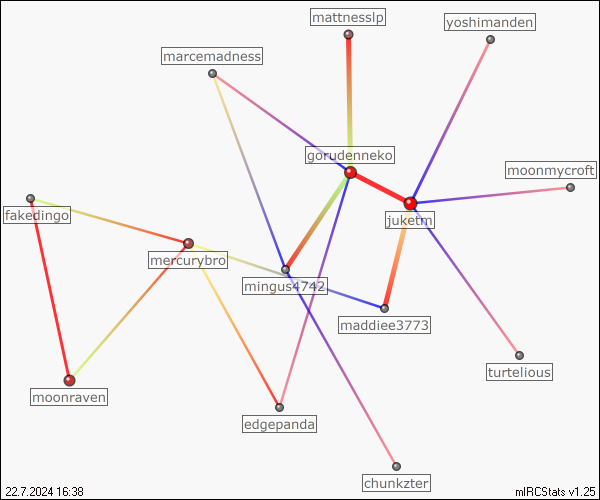 mattnesslp
yoshimanden
marcemadness
gorudenneko
moonmycroft
fakedingo
juketm
mercurybro
mingus4742
maddiee3773
turtelious
moonraven
edgepanda
chunkzter
22.7.2024 16:38
mIRCStats v1.25